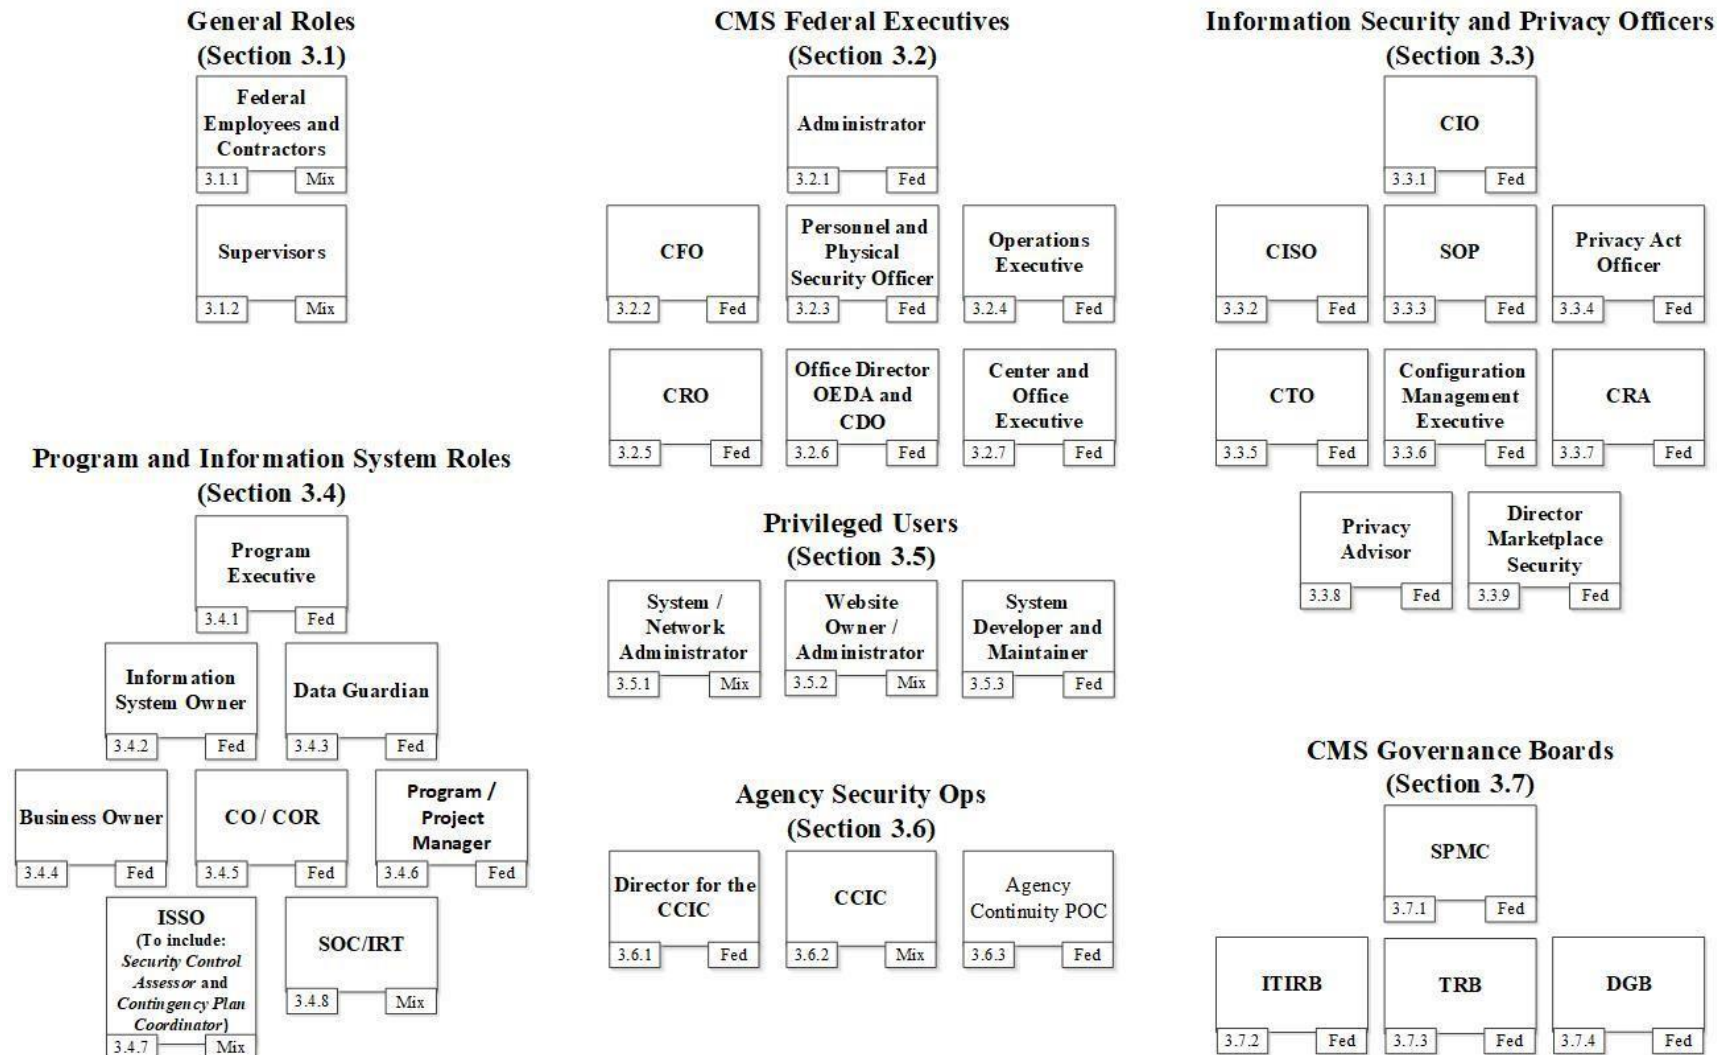 General Roles
(Section 3.1)
Federal
Employees and
Contractors
3.1.1 Mix
Supervisors
3.1.2 Mix
CMS Federal Executives
(Section 3.2)
Administrator
3.2.1 Fed
CFO
3.2.2 Fed
Personnel and
Physical
Security Officer
3.2.3 Fed
Operations
Executive
3.2.4 Fed
CRO
3.2.5 Fed
Office Director
OEDA and
CDO
3.2.6 Fed
Center and
Office
Executive
3.2.7 Fed
Information Security and Privacy Officers
(Section 3.3)
CIO
3.3.1 Fed
CISO
3.3.2 Fed
SOP
3.3.3 Fed
Privacy Act
Officer
3.3.4 Fed
CTO
3.3.5 Fed
Configuration
Management
Executive
3.3.6 Fed
CRA
3.3.7 Fed
Privacy
Advisor
3.3.8 Fed
Director
Marketplace
Security
3.3.9 Fed
Program and Information System Roles
(Section 3.4)
Program
Executive
3.4.1 Fed
Information
System Owner
3.4.2 Fed
Data Guardian
3.4.3 Fed
Business Owner
3.4.4 Fed
CO / COR
3.4.5 Fed
Program /
Project
Manager
3.4.6 Fed
ISSO
(To include:
Security Control
Assessor and
Contingency Plan
Coordinator)
3.4.7 Mix
SOC/IRT
3.4.8 Mix
Privileged Users
(Section 3.5)
System /
Network
Administrator
3.5.1 Mix
Website
Owner /
Administrator
3.5.2 Mix
System
Developer and
Maintainer
3.5.3 Fed
Agency Security Ops
(Section 3.6)
Director for the
CCIC
3.6.1 Fed
CCIC
3.6.2 Mix
Agency
Continuity POC
3.6.3 Fed
CMS Governance Boards
(Section 3.7)
SPMC
3.7.1 Fed
ITIRB
3.7.2 Fed
TRB
3.7.3 Fed
DGB
3.7.4 Fed